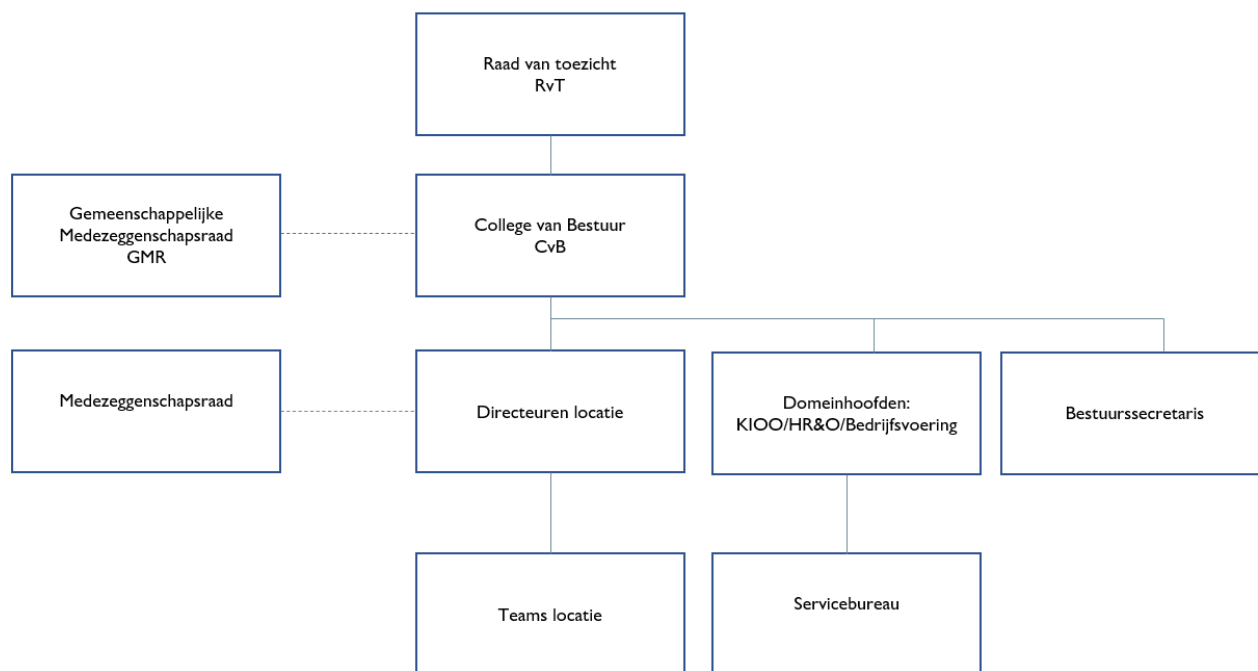 Raad van toezicht
RvT
Gemeenschappelijke
Medezeggenschapsraad
GMR
College van Bestuur
CvB
Medezeggenschapsraad
Directeuren locatie
Domeinhoofden:
KIOO/HR&O/Bedrijfsvoering
Bestuurssecretaris
Teams locatie
Servicebureau